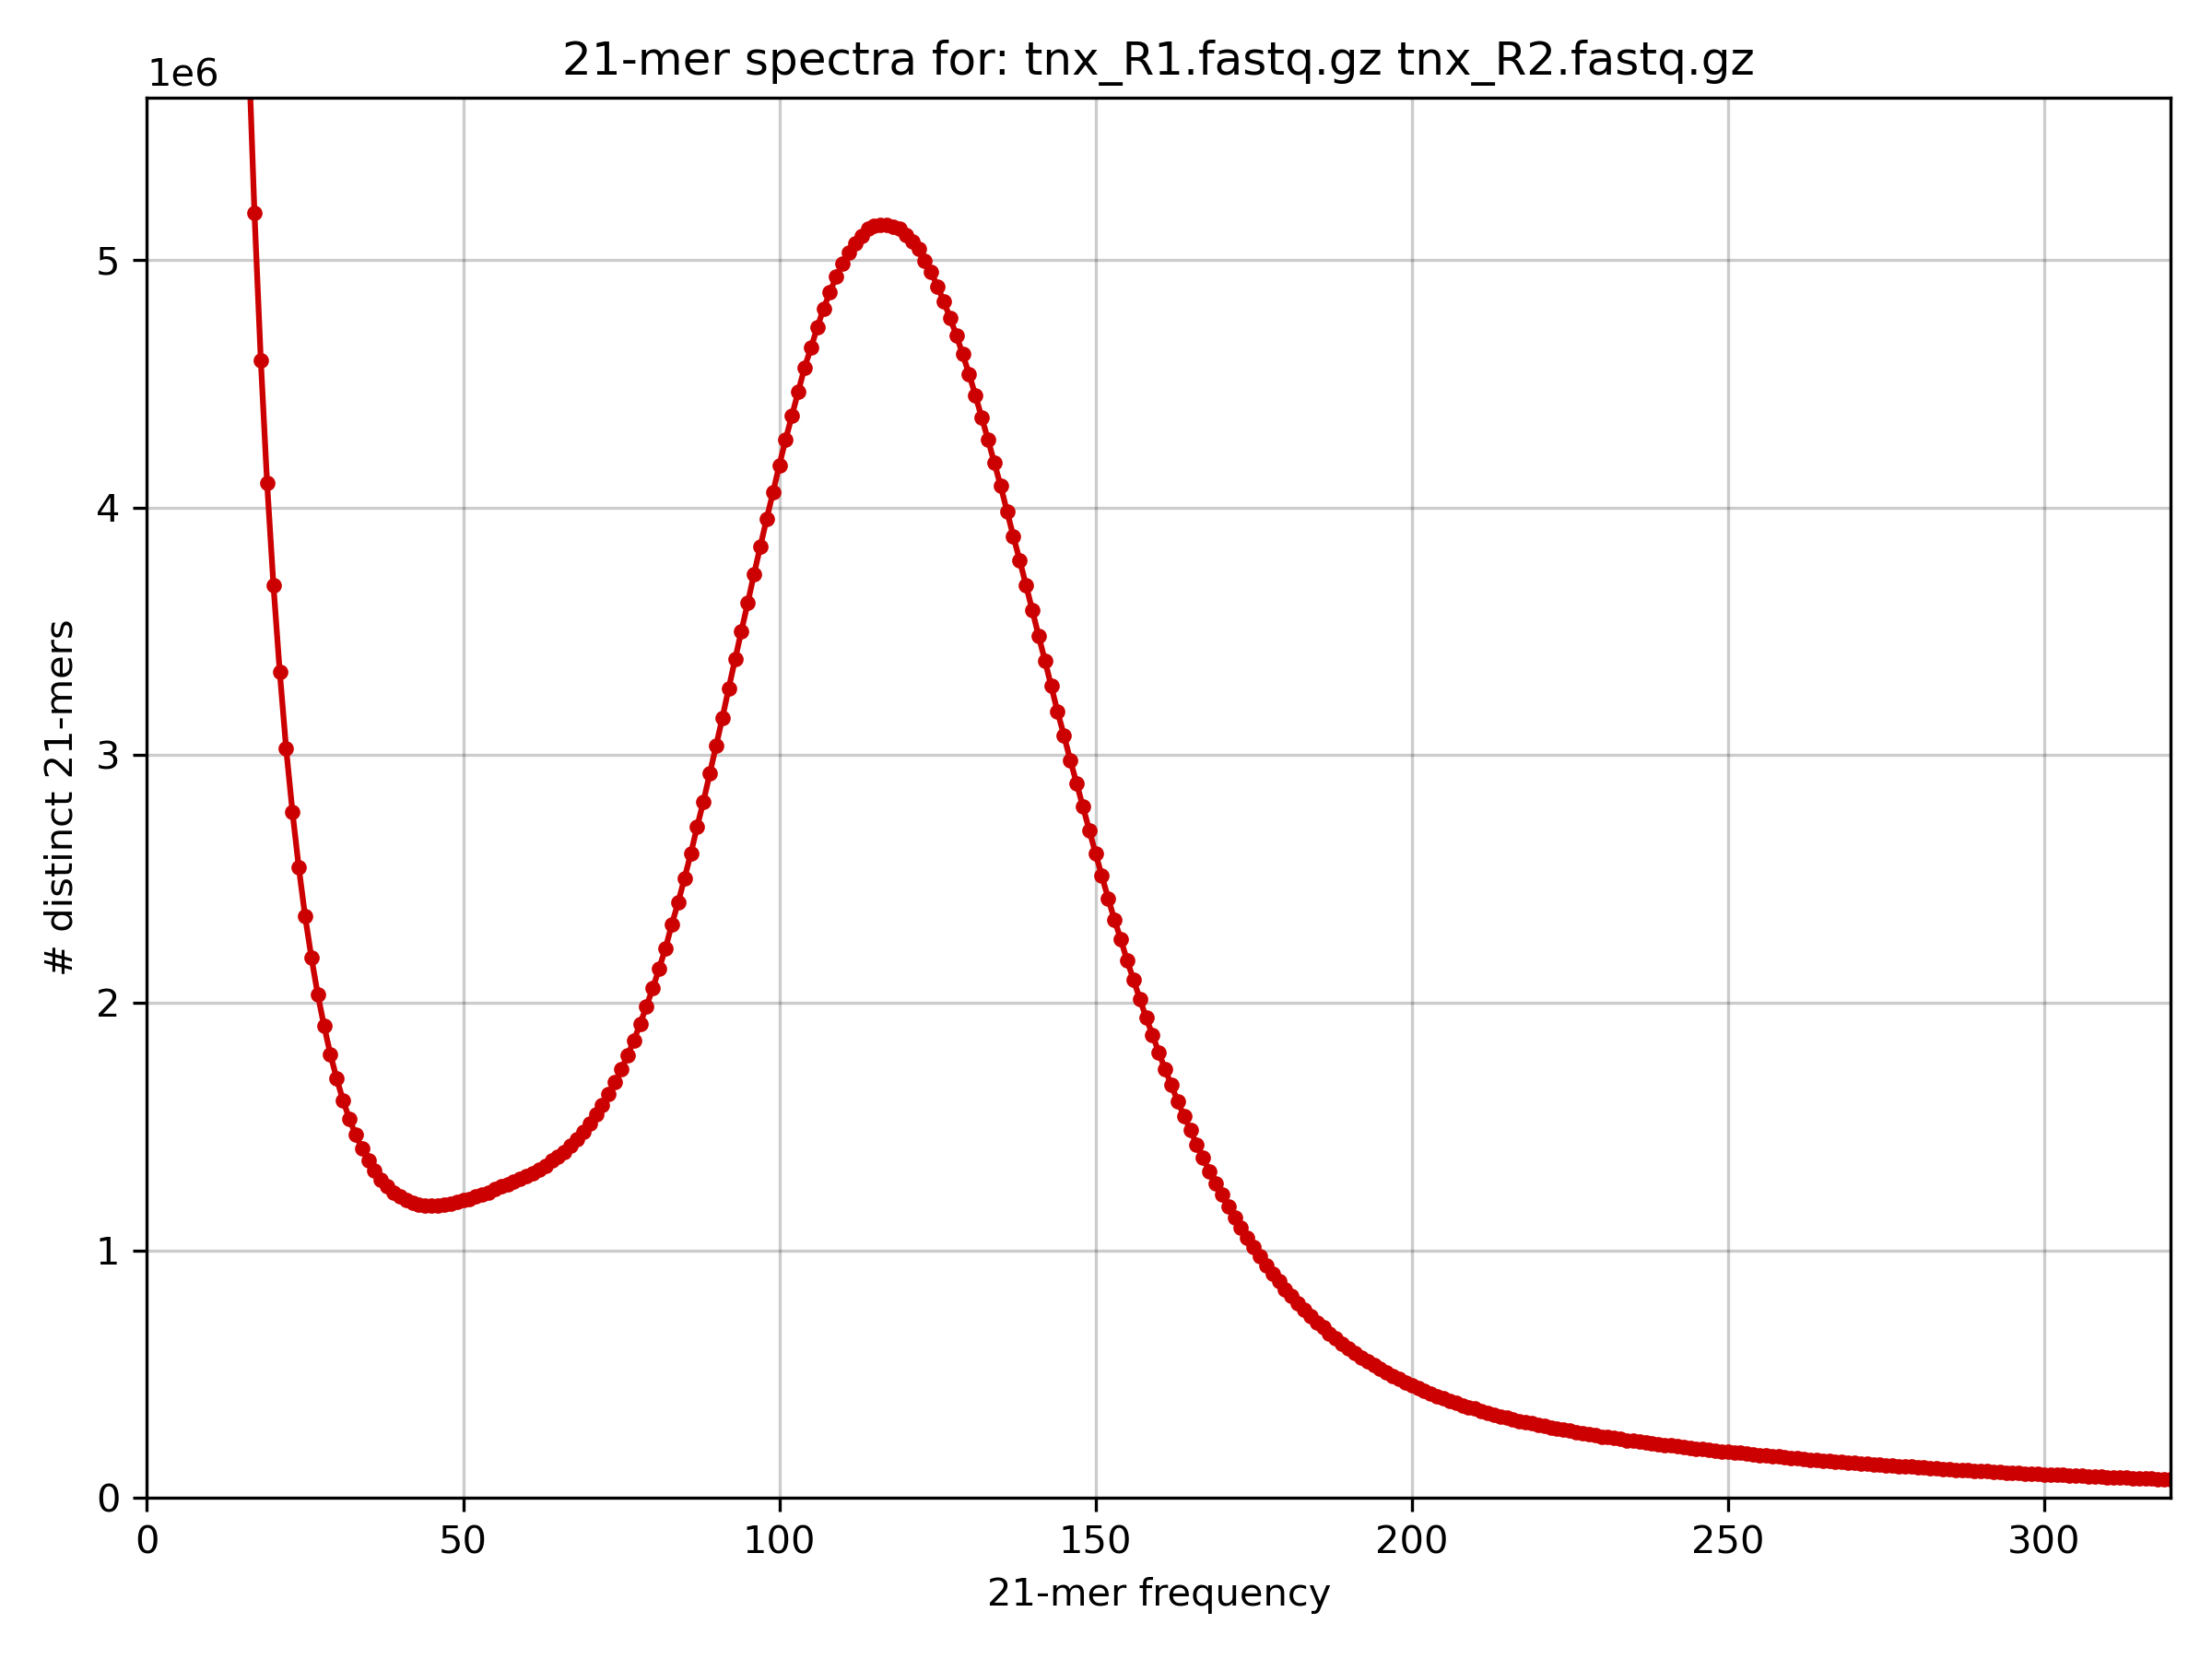 21-mer spectra for: tnx_R1.fastq.gz tnx_R2.fastq.gz
1e6
5
4
3
2
1
0
# distinct 21-mers
0 50 100 150 200 250 300
21-mer frequency